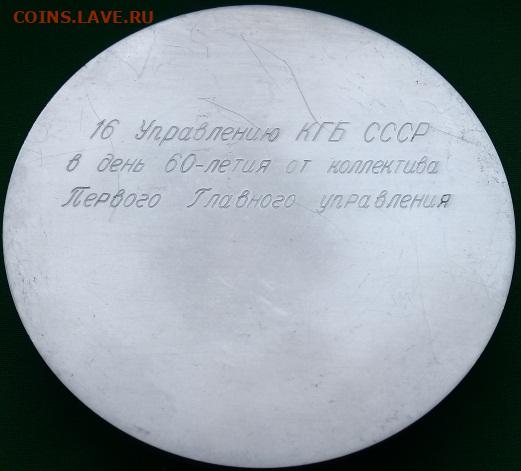 COINS.LAVE.RU
16 Управлению КГБ СССР
в день 60-летия от коллектива
Первого Главного управления